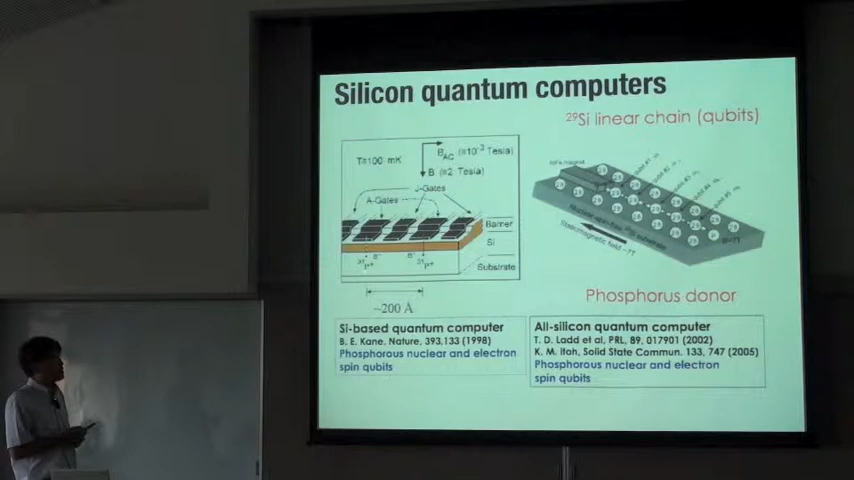 Silicon quantum computers
29Si linear chain (qubits)
T=100 mK
BAC (≈10-3 Tesla)
B (≈2 Tesla)
J-Gates
A-Gates
Barrier
Si
Substrate
~200 Å
Phosphorus donor
Si-based quantum computer
B. E. Kane, Nature, 393,133 (1998)
Phosphorous nuclear and electron
spin qubits
All-silicon quantum computer
T. D. Ladd et al, PRL, 89, 017901 (2002)
K. M. Itoh, Solid State Commun. 133, 747 (2005)
Phosphorous nuclear and electron
spin qubits